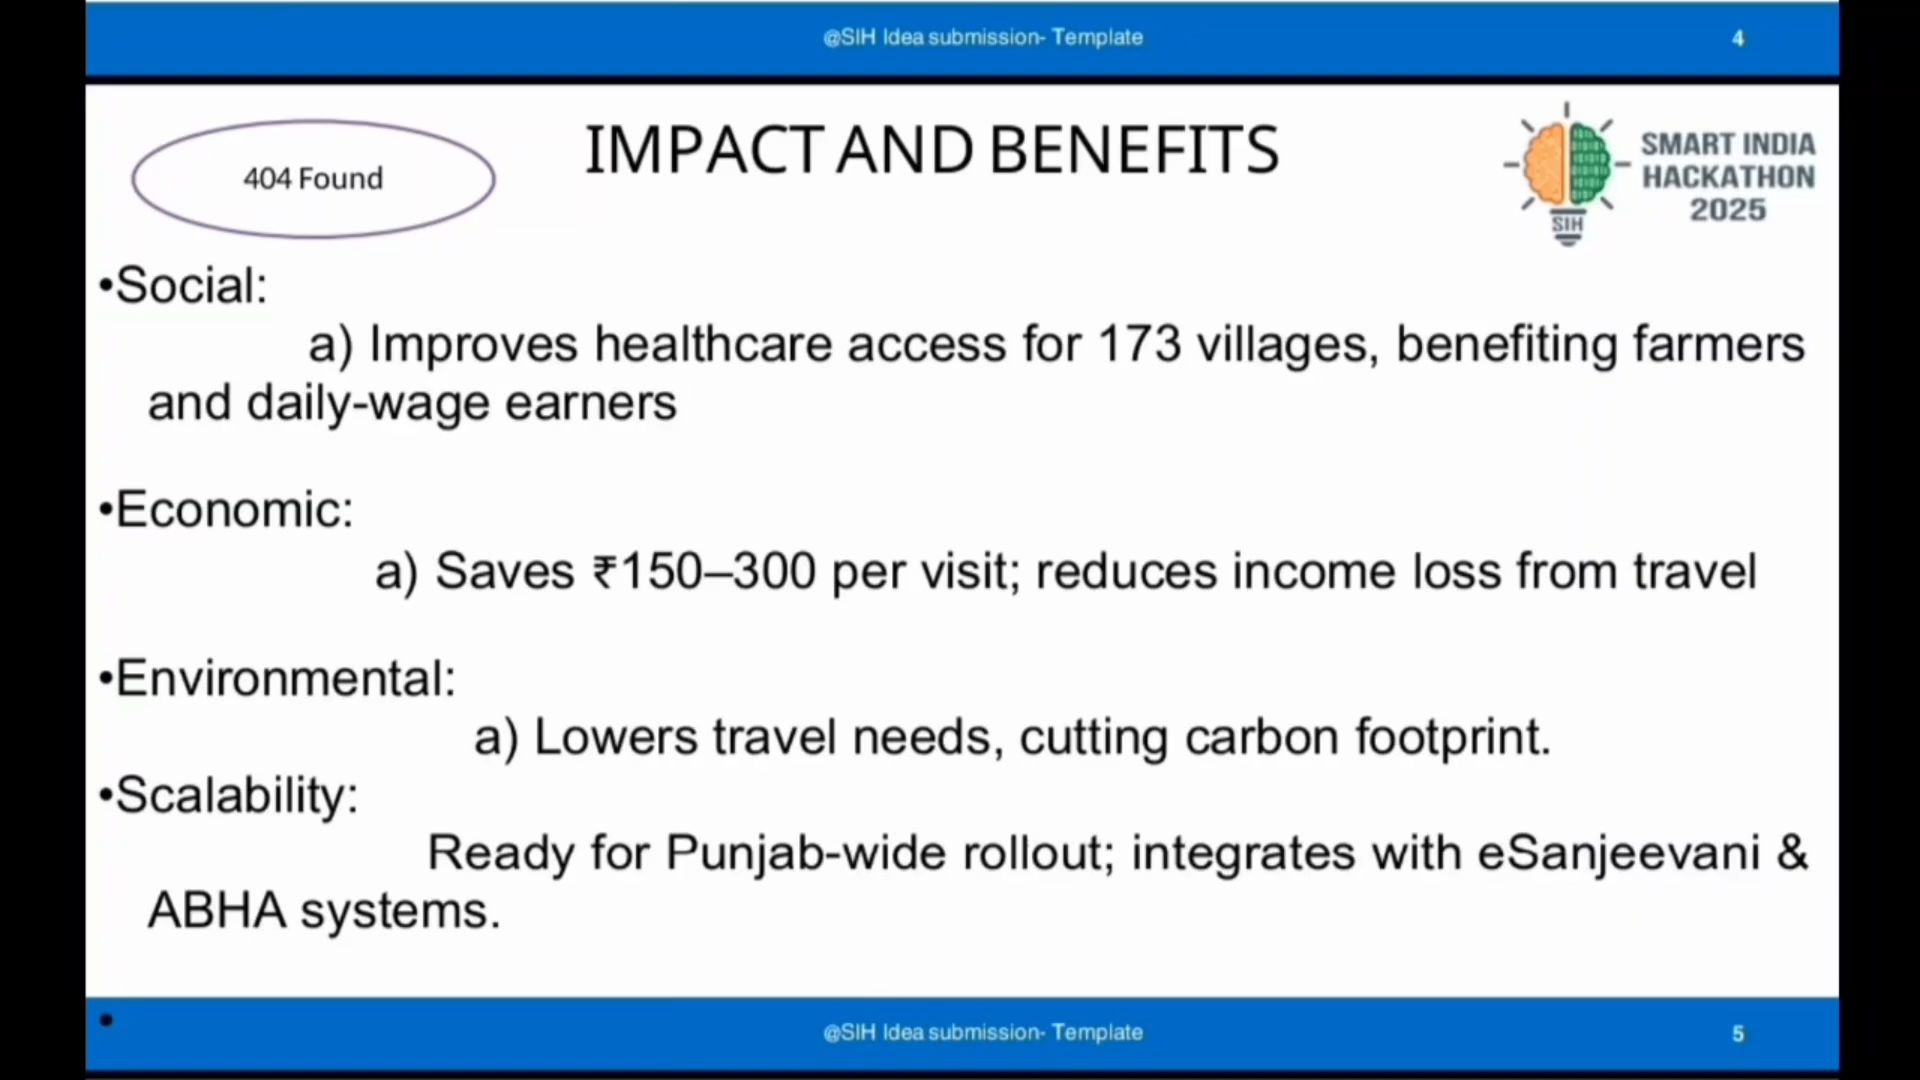 @SIH Idea submission- Template 4
404 Found
IMPACT AND BENEFITS
SMART INDIA
HACKATHON
2025
SIH
•Social:
a) Improves healthcare access for 173 villages, benefiting farmers
and daily-wage earners
•Economic:
a) Saves ₹150–300 per visit; reduces income loss from travel
•Environmental:
a) Lowers travel needs, cutting carbon footprint.
•Scalability:
Ready for Punjab-wide rollout; integrates with eSanjeevani &
ABHA systems.
•
@SIH Idea submission- Template 5